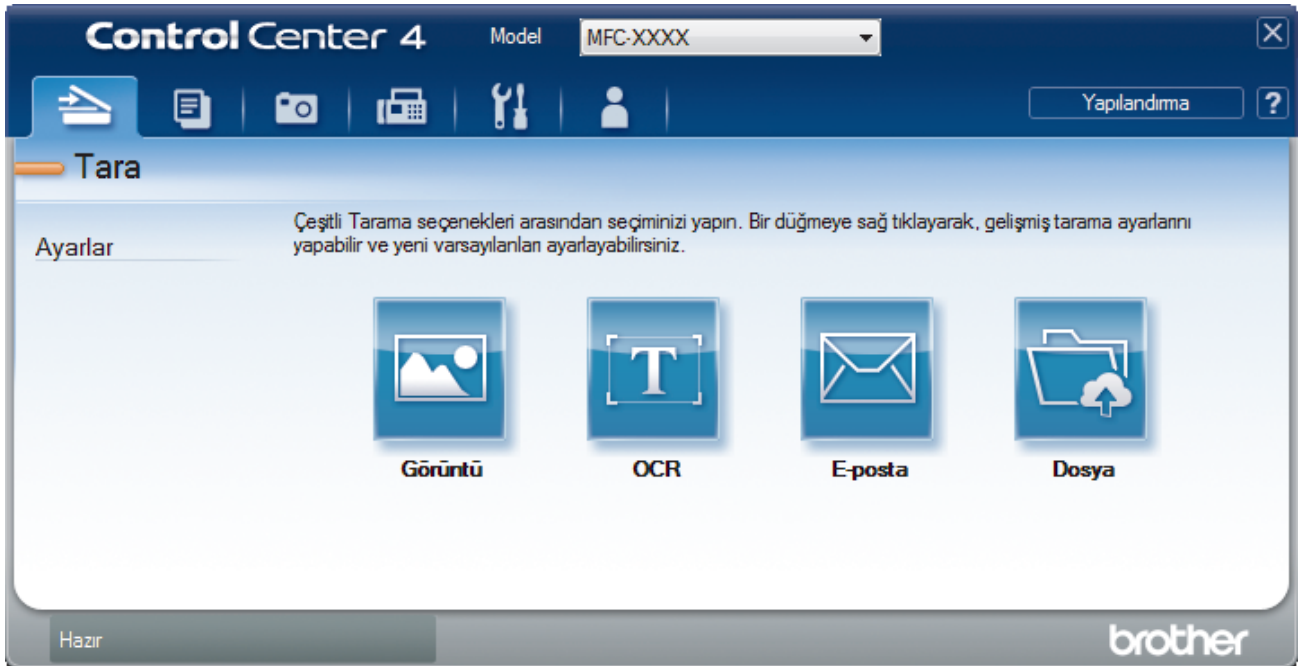 Control Center 4
Model
MFC-XXXX
Yapılandırma
?
Tara
Ayarlar
Çeşitli Tarama seçenekleri arasından seçiminizi yapın. Bir düğmeye sağ tıklayarak, gelişmiş tarama ayarlarını
yapabilir ve yeni varsayılanları ayarlayabilirsiniz.
T
Görüntü
OCR
E-posta
Dosya
Hazır
brother